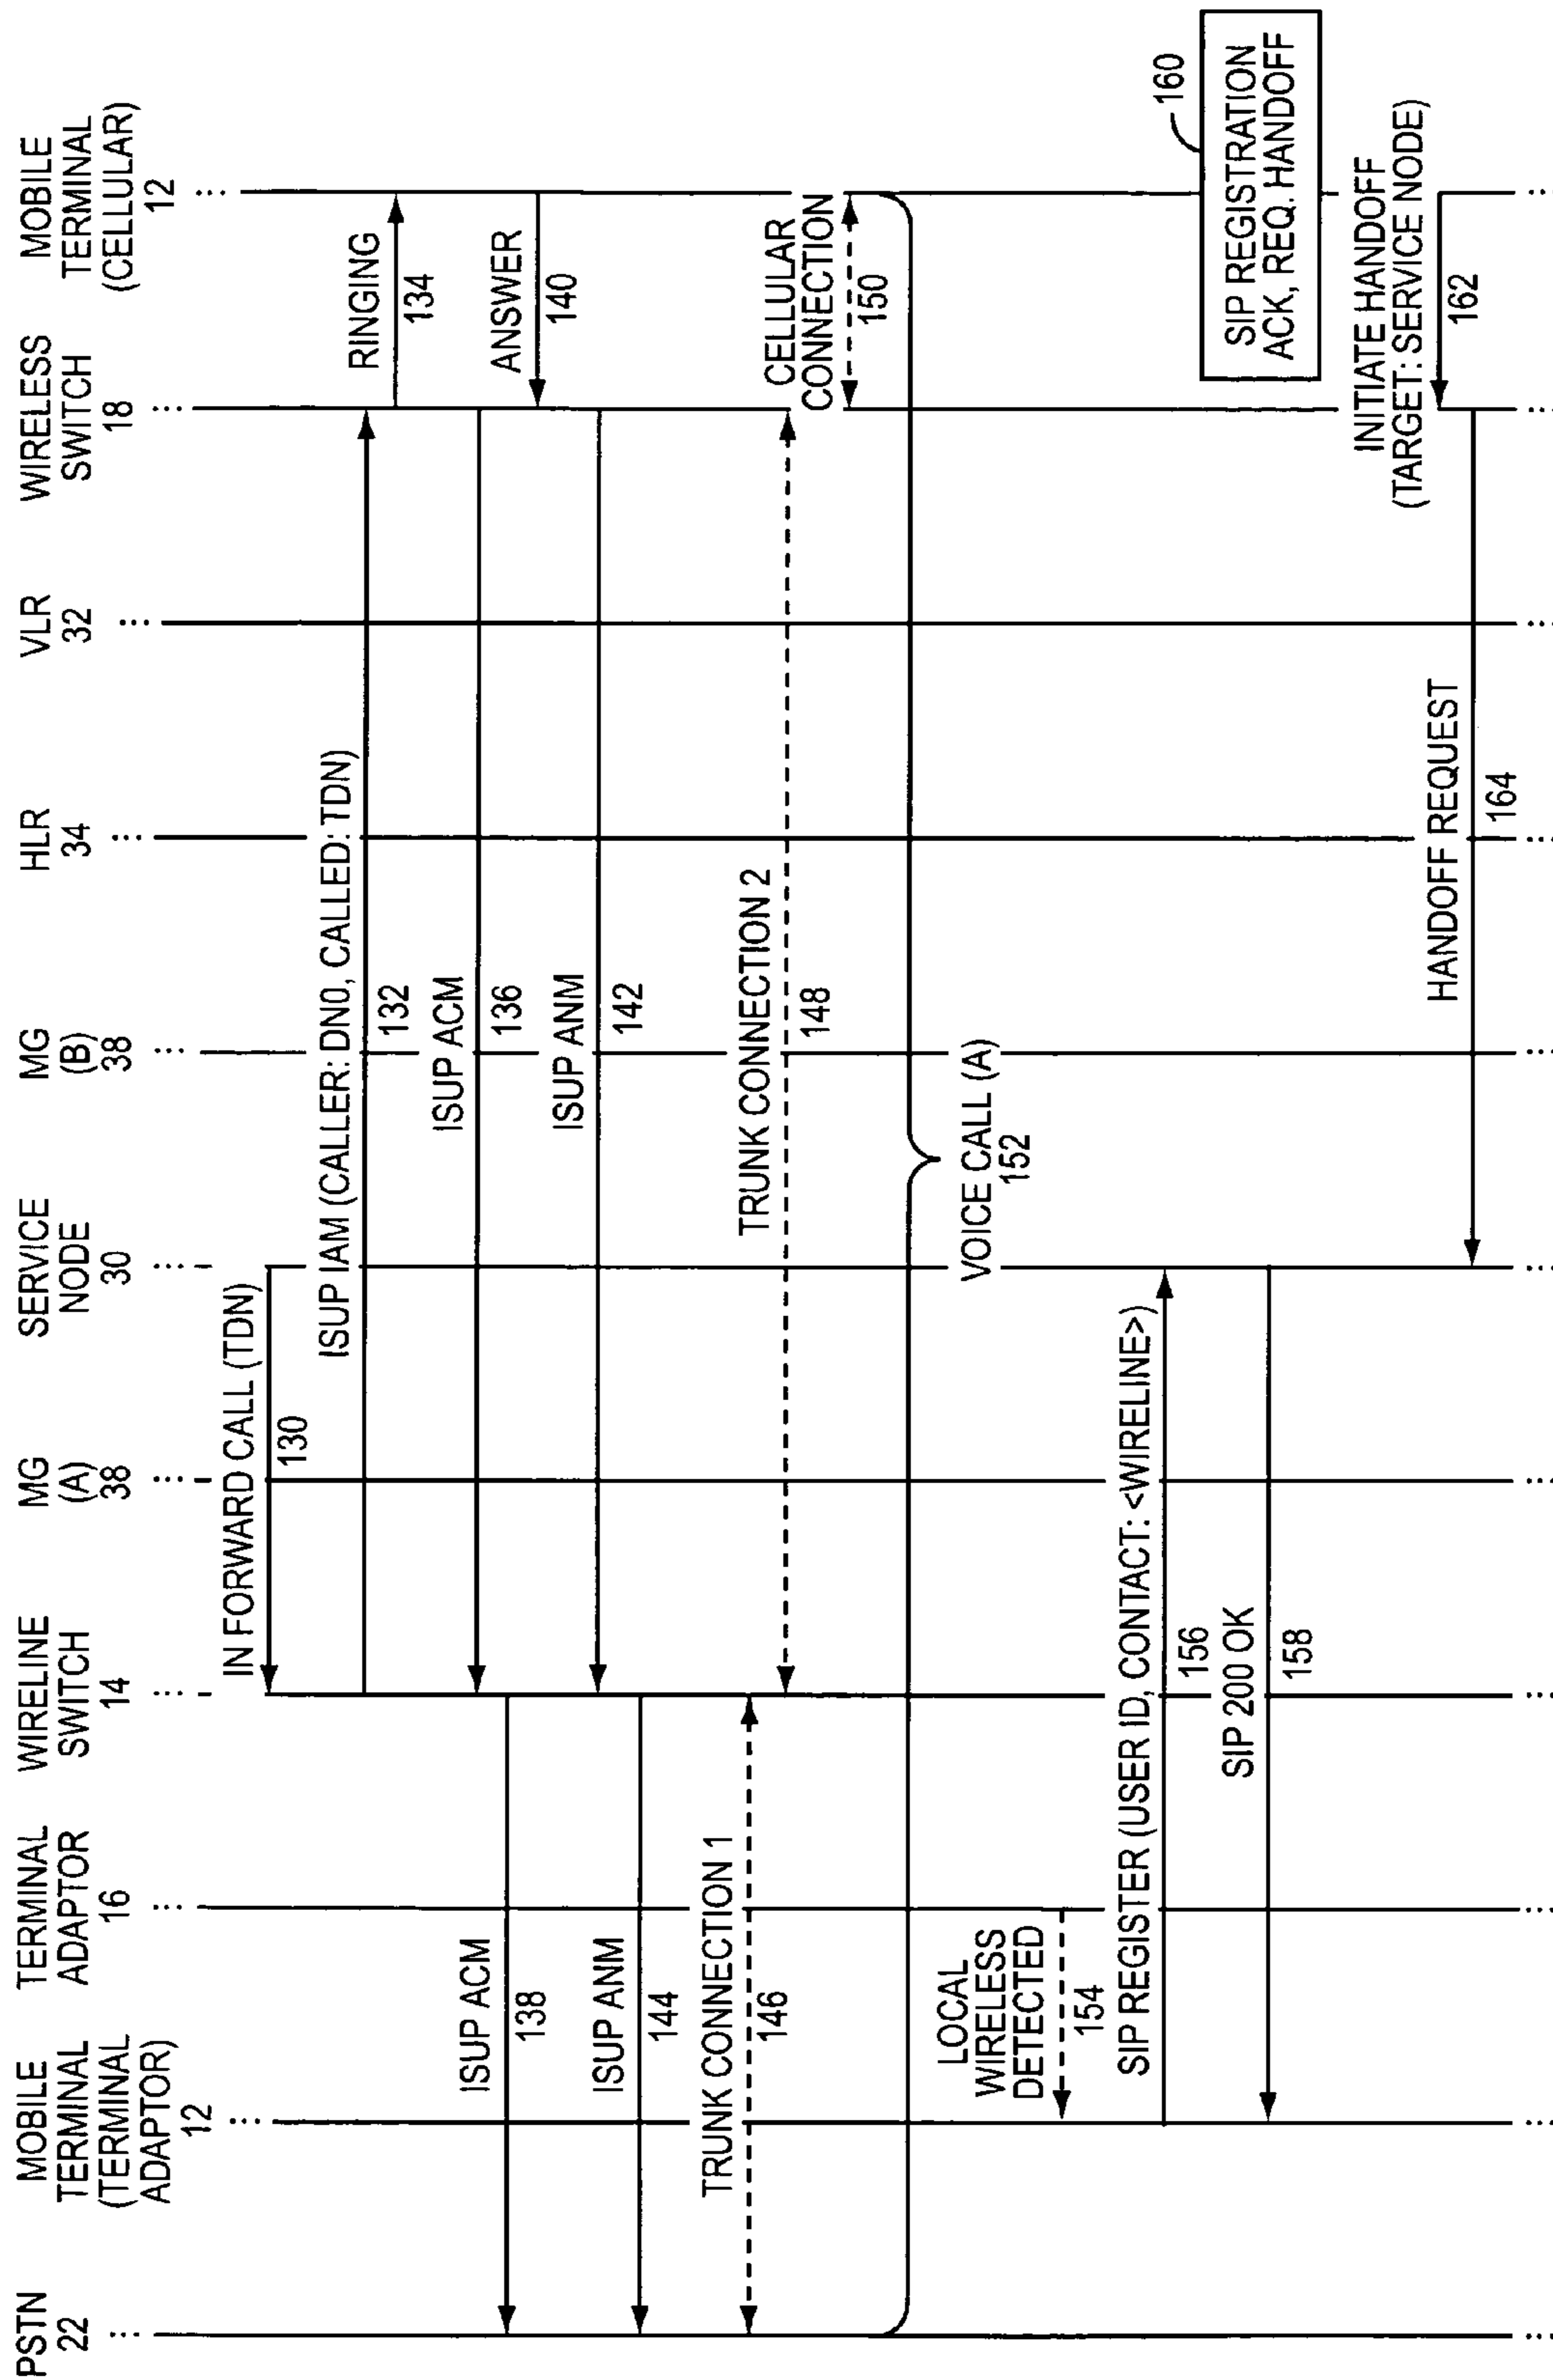 PSTN
22
MOBILE
TERMINAL
(TERMINAL
ADAPTOR)
12
TERMINAL
ADAPTOR
16
WIRELINE
SWITCH
14
MG
(A)
38
SERVICE
NODE
30
MG
(B)
38
HLR
34
VLR
32
WIRELESS
SWITCH
18
MOBILE
TERMINAL
(CELLULAR)
12
IN FORWARD CALL (TDN)
130
ISUP IAM (CALLER: DN0, CALLED: TDN)
132
RINGING
134
ISUP ACM
136
ISUP ACM
138
ANSWER
140
ISUP ANM
142
ISUP ANM
144
TRUNK CONNECTION 1
146
TRUNK CONNECTION 2
148
CELLULAR
CONNECTION
150
VOICE CALL (A)
152
LOCAL
WIRELESS
DETECTED
154
SIP REGISTER (USER ID, CONTACT: <WIRELINE>)
156
SIP 200 OK
158
160
SIP REGISTRATION
ACK, REQ. HANDOFF
INITIATE HANDOFF
(TARGET: SERVICE NODE)
162
HANDOFF REQUEST
164